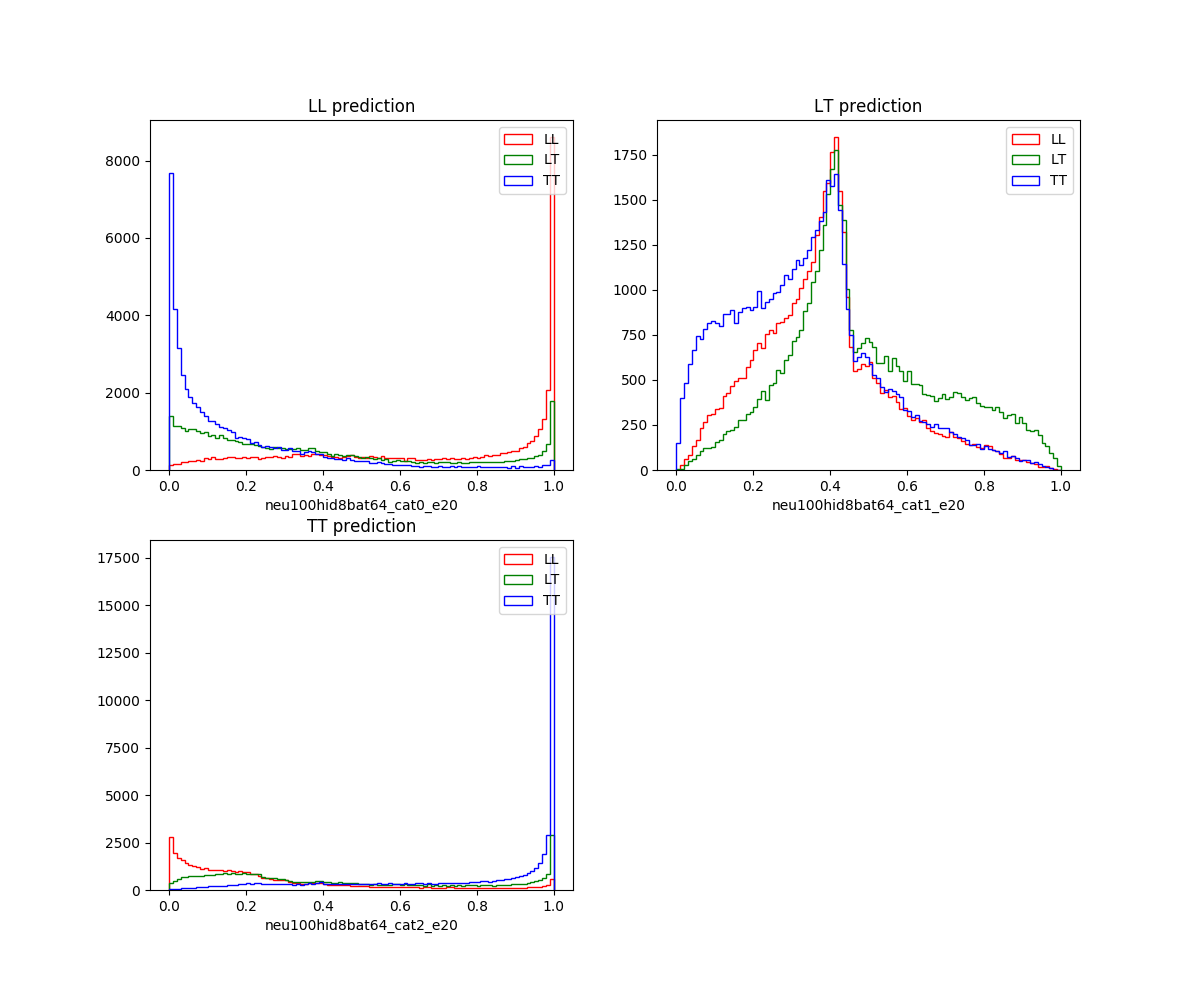 LL prediction
8000
6000
4000
2000
0
LL
LT
TT
0.0 0.2 0.4 0.6 0.8 1.0
neu100hid8bat64_cat0_e20
LT prediction
1750
1500
1250
1000
750
500
250
0
LL
LT
TT
0.0 0.2 0.4 0.6 0.8 1.0
neu100hid8bat64_cat1_e20
TT prediction
17500
15000
12500
10000
7500
5000
2500
0
LL
LT
TT
0.0 0.2 0.4 0.6 0.8 1.0
neu100hid8bat64_cat2_e20